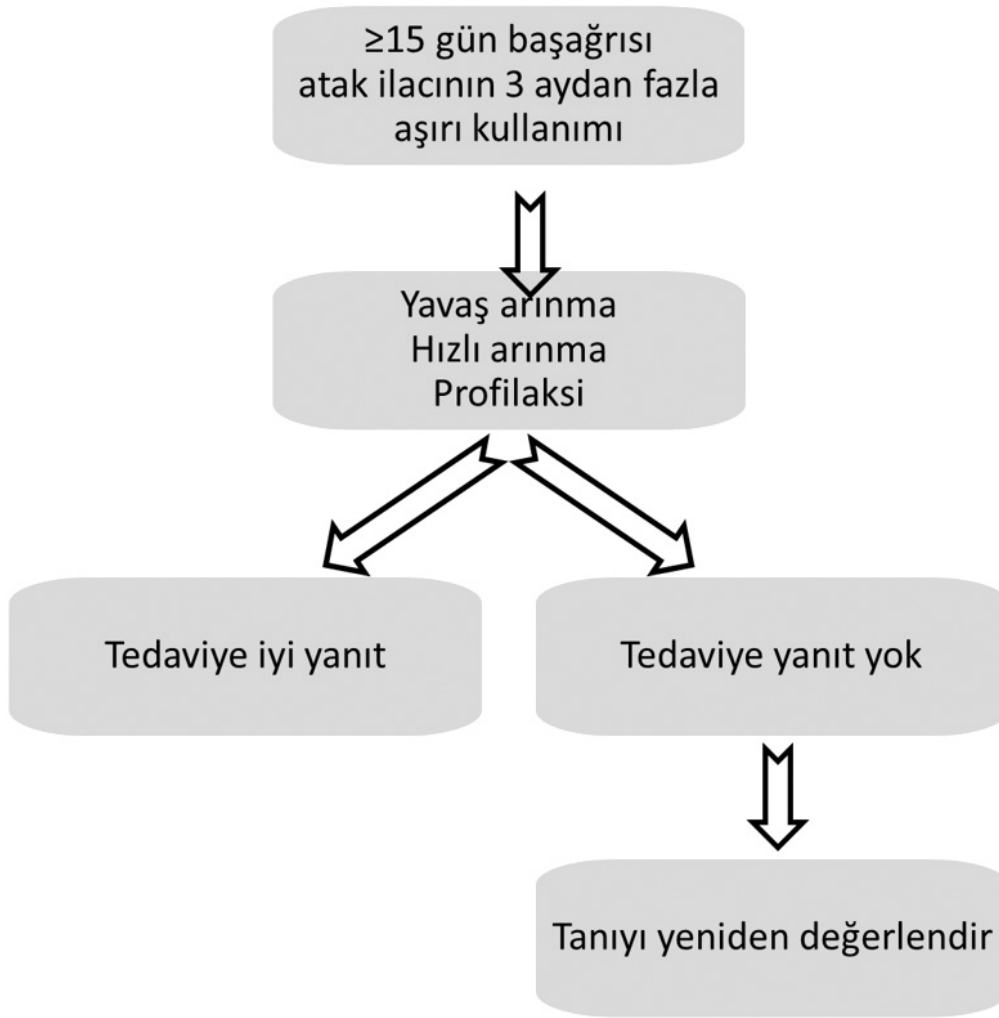 ≥15 gün başağrısı
atak ilacının 3 aydan fazla
aşırı kullanımı
Yavaş arınma
Hızlı arınma
Profilaksi
Tedaviye iyi yanıt
Tedaviye yanıt yok
Tanıyı yeniden değerlendir